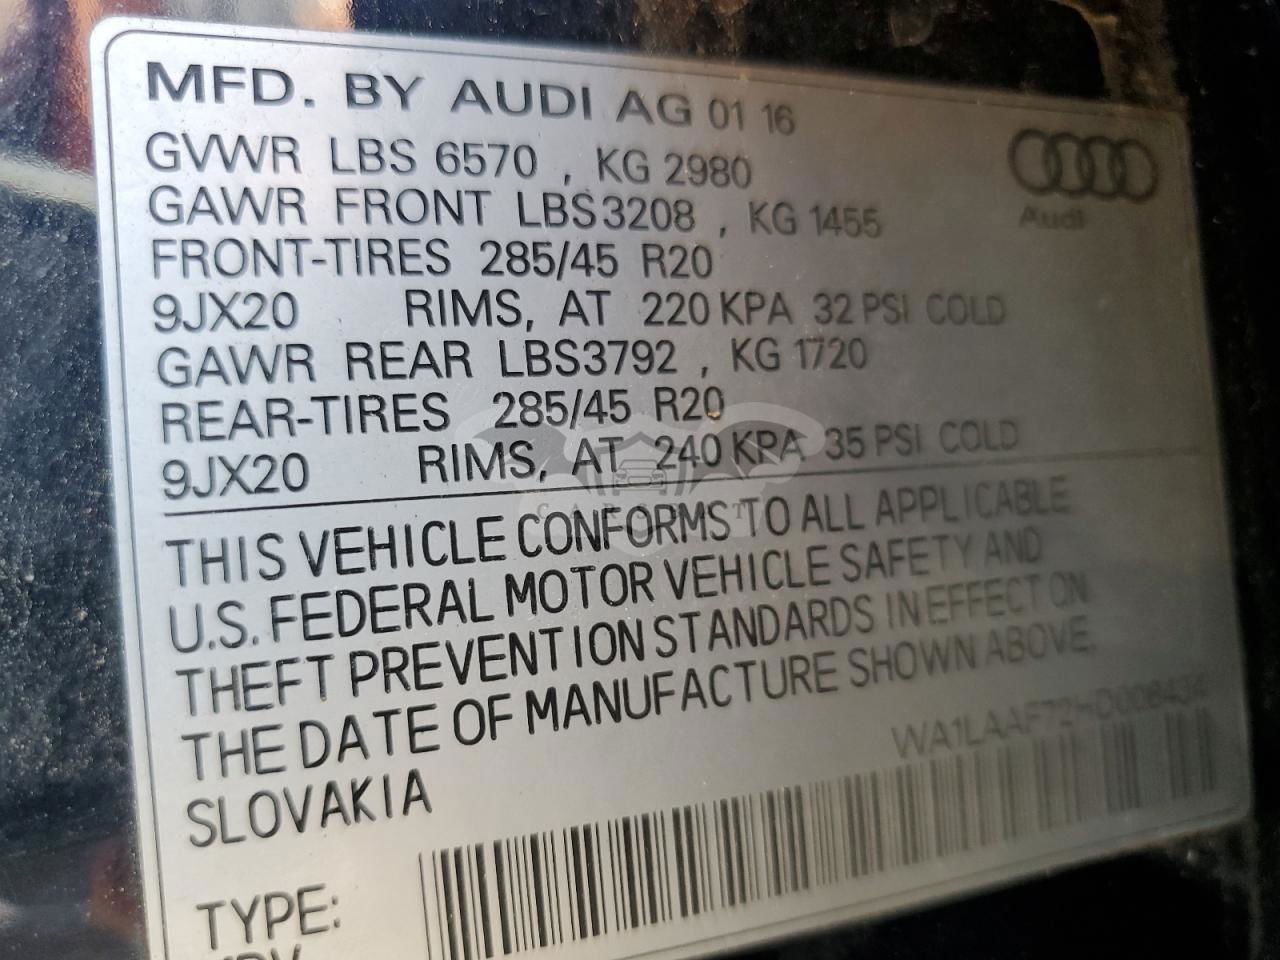 MFD. BY AUDI AG 01 16
GVWR LBS 6570 , KG 2980
GAWR FRONT LBS3208 , KG 1455
FRONT-TIRES 285/45 R20
9JX20 RIMS, AT 220 KPA 32 PSI COLD
GAWR REAR LBS3792 , KG 1720
REAR-TIRES 285/45 R20
9JX20 RIMS, AT 240 KPA 35 PSI COLD
THIS VEHICLE CONFORMS TO ALL APPLICABLE
U.S. FEDERAL MOTOR VEHICLE SAFETY AND
THEFT PREVENTION STANDARDS IN EFFECT ON
THE DATE OF MANUFACTURE SHOWN ABOVE.
SLOVAKIA
TYPE:
Audi